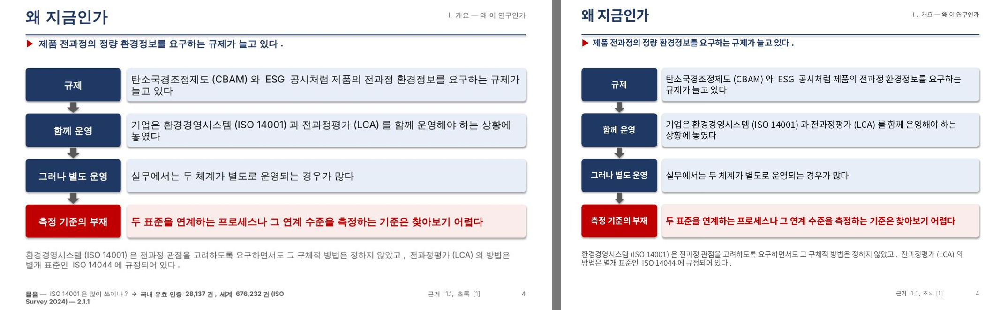 왜 지금인가
I. 개요 — 왜 이 연구인가
▶ 제품 전과정의 정량 환경정보를 요구하는 규제가 늘고 있다 .
규제
탄소국경조정제도 (CBAM) 와 ESG 공시처럼 제품의 전과정 환경정보를 요구하는 규제가
늘고 있다
함께 운영
기업은 환경경영시스템 (ISO 14001) 과 전과정평가 (LCA) 를 함께 운영해야 하는 상황에
놓였다
그러나 별도 운영
실무에서는 두 체계가 별도로 운영되는 경우가 많다
측정 기준의 부재
두 표준을 연계하는 프로세스나 그 연계 수준을 측정하는 기준은 찾아보기 어렵다
환경경영시스템 (ISO 14001) 은 전과정 관점을 고려하도록 요구하면서도 그 구체적 방법은 정하지 않았고 , 전과정평가 (LCA) 의 방법은
별개 표준인 ISO 14044 에 규정되어 있다 .
물음 — ISO 14001 은 많이 쓰이나 ? → 국내 유효 인증 28,137 건 , 세계 676,232 건 (ISO
Survey 2024) — 2.1.1
근거 1.1, 초록 [1]
4
왜 지금인가
I . 개요 — 왜 이 연구인가
▶ 제품 전과정의 정량 환경정보를 요구하는 규제가 늘고 있다 .
규제
탄소국경조정제도 (CBAM) 와 ESG 공시처럼 제품의 전과정 환경정보를 요구하는
규제가 늘고 있다
함께 운영
기업은 환경경영시스템 (ISO 14001) 과 전과정평가 (LCA) 를 함께 운영해야 하는
상황에 놓였다
그러나 별도 운영
실무에서는 두 체계가 별도로 운영되는 경우가 많다
측정 기준의 부재
두 표준을 연계하는 프로세스나 그 연계 수준을 측정하는 기준은 찾아보기 어렵다
환경경영시스템 (ISO 14001) 은 전과정 관점을 고려하도록 요구하면서도 그 구체적 방법은 정하지 않았고 , 전과정평가 (LCA) 의
방법은 별개 표준인 ISO 14044 에 규정되어 있다 .
근거 1.1, 초록 [1]
4